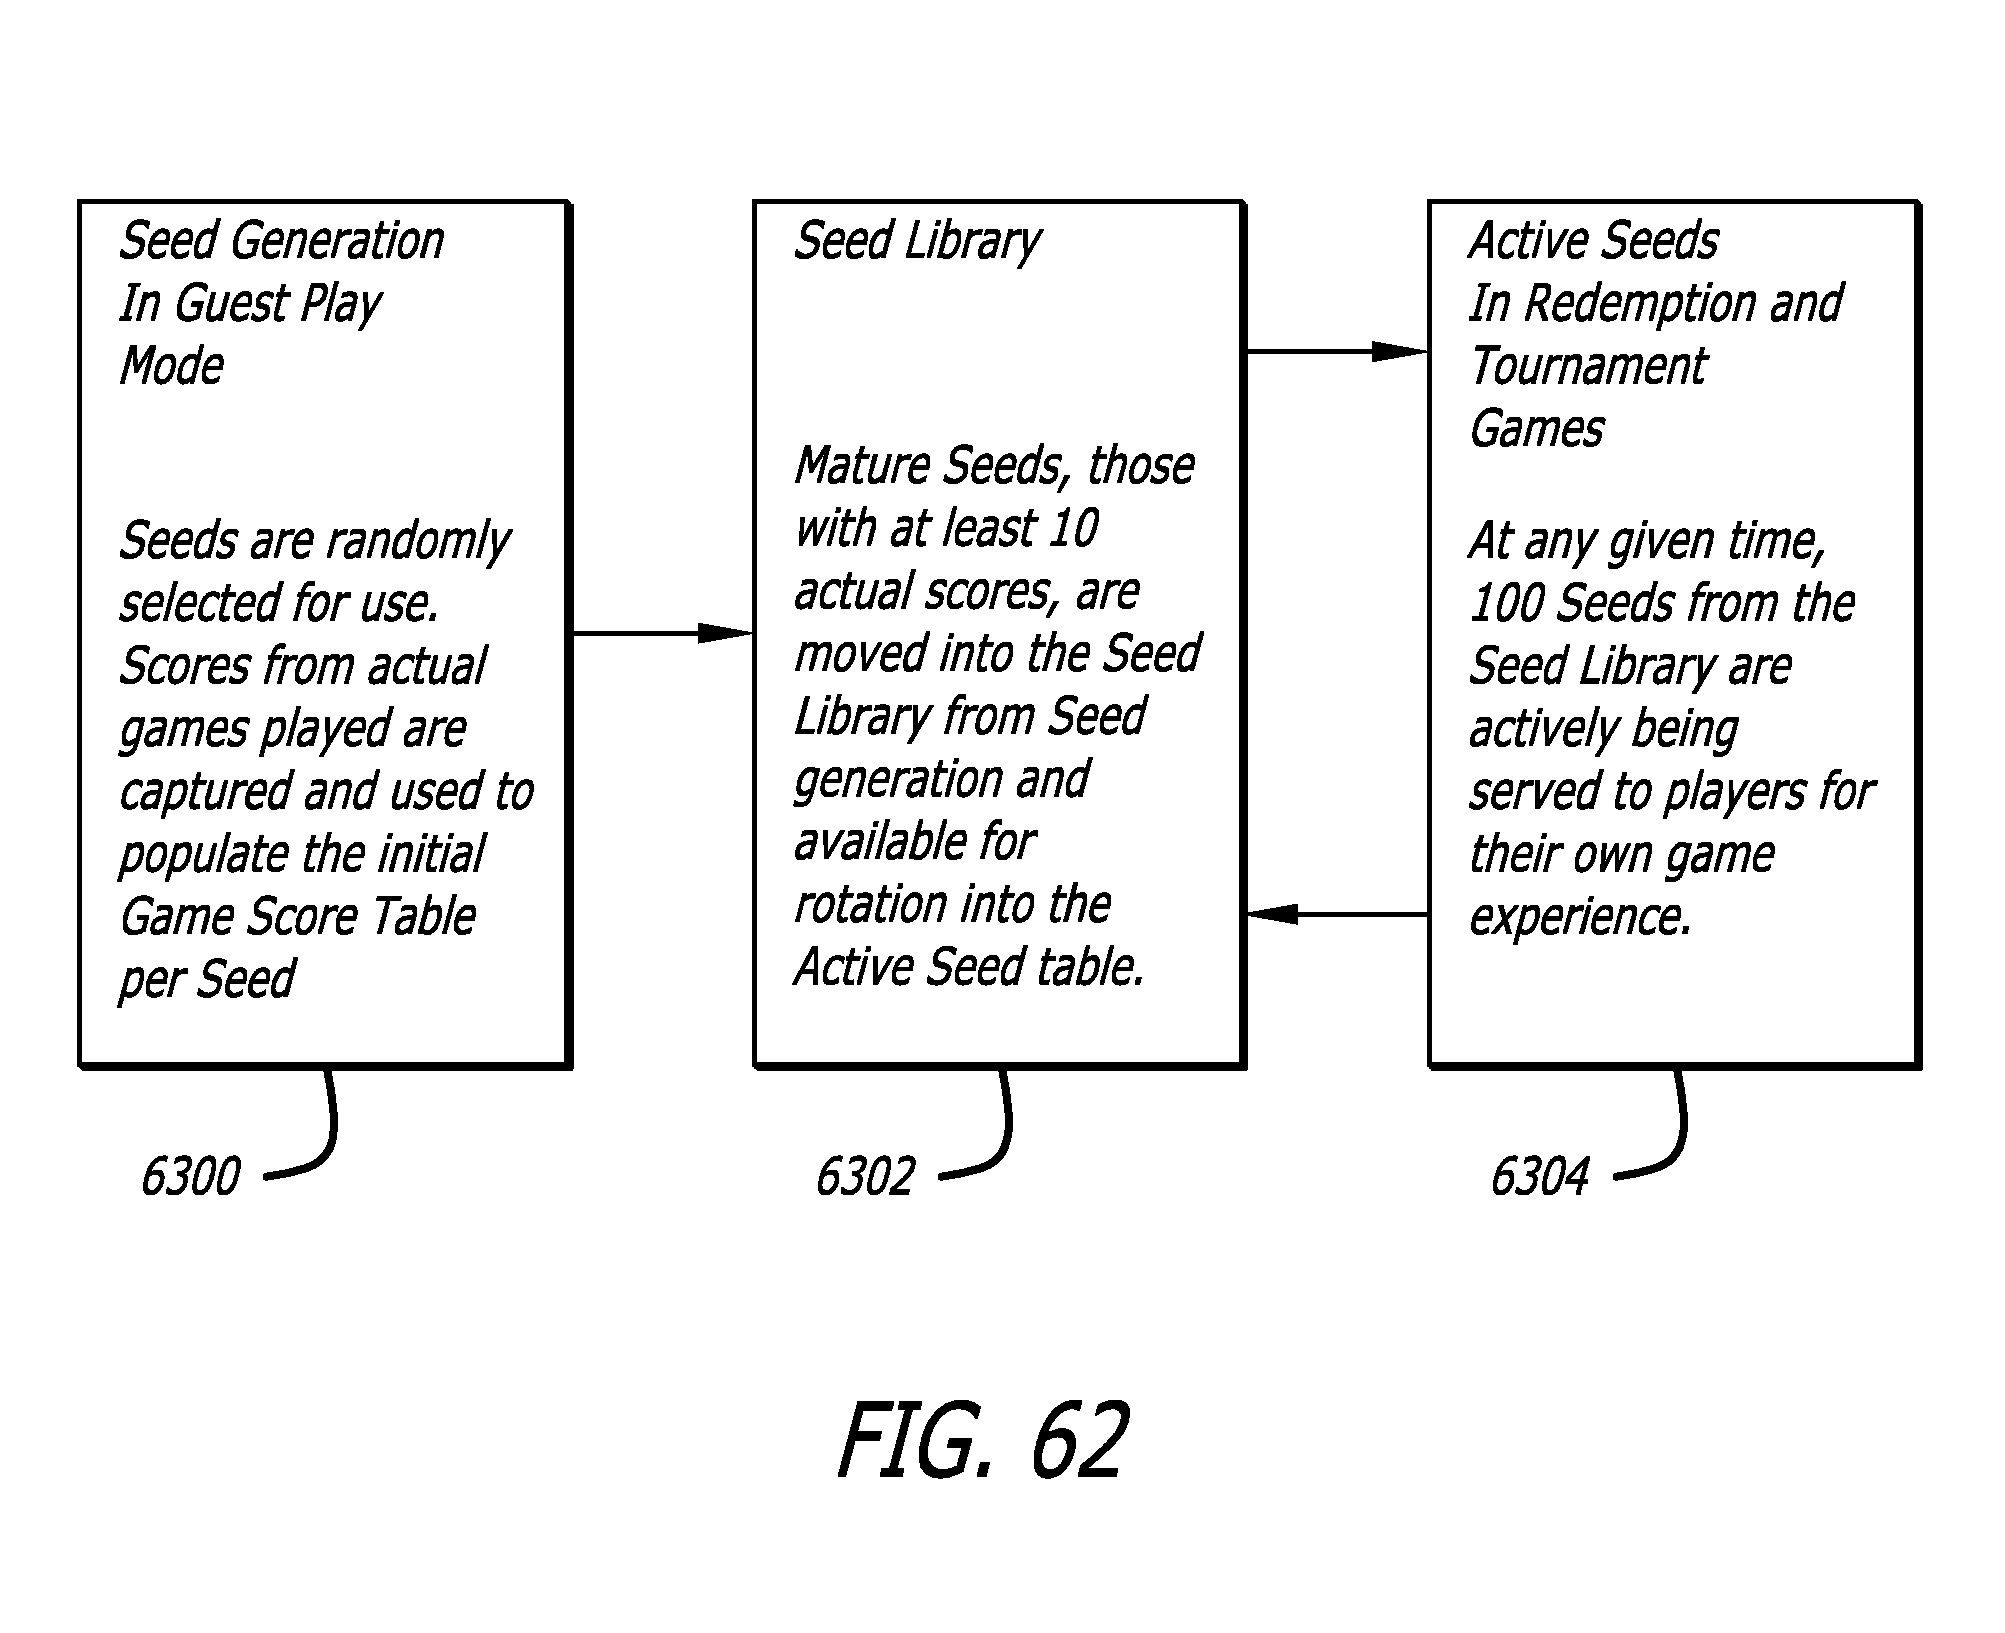 Seed Generation
In Guest Play
Mode
Seeds are randomly
selected for use.
Scores from actual
games played are
captured and used to
populate the initial
Game Score Table
per Seed
6300
Seed Library
Mature Seeds, those
with at least 10
actual scores, are
moved into the Seed
Library from Seed
generation and
available for
rotation into the
Active Seed table.
6302
Active Seeds
In Redemption and
Tournament
Games
At any given time,
100 Seeds from the
Seed Library are
actively being
served to players for
their own game
experience.
6304
FIG. 62